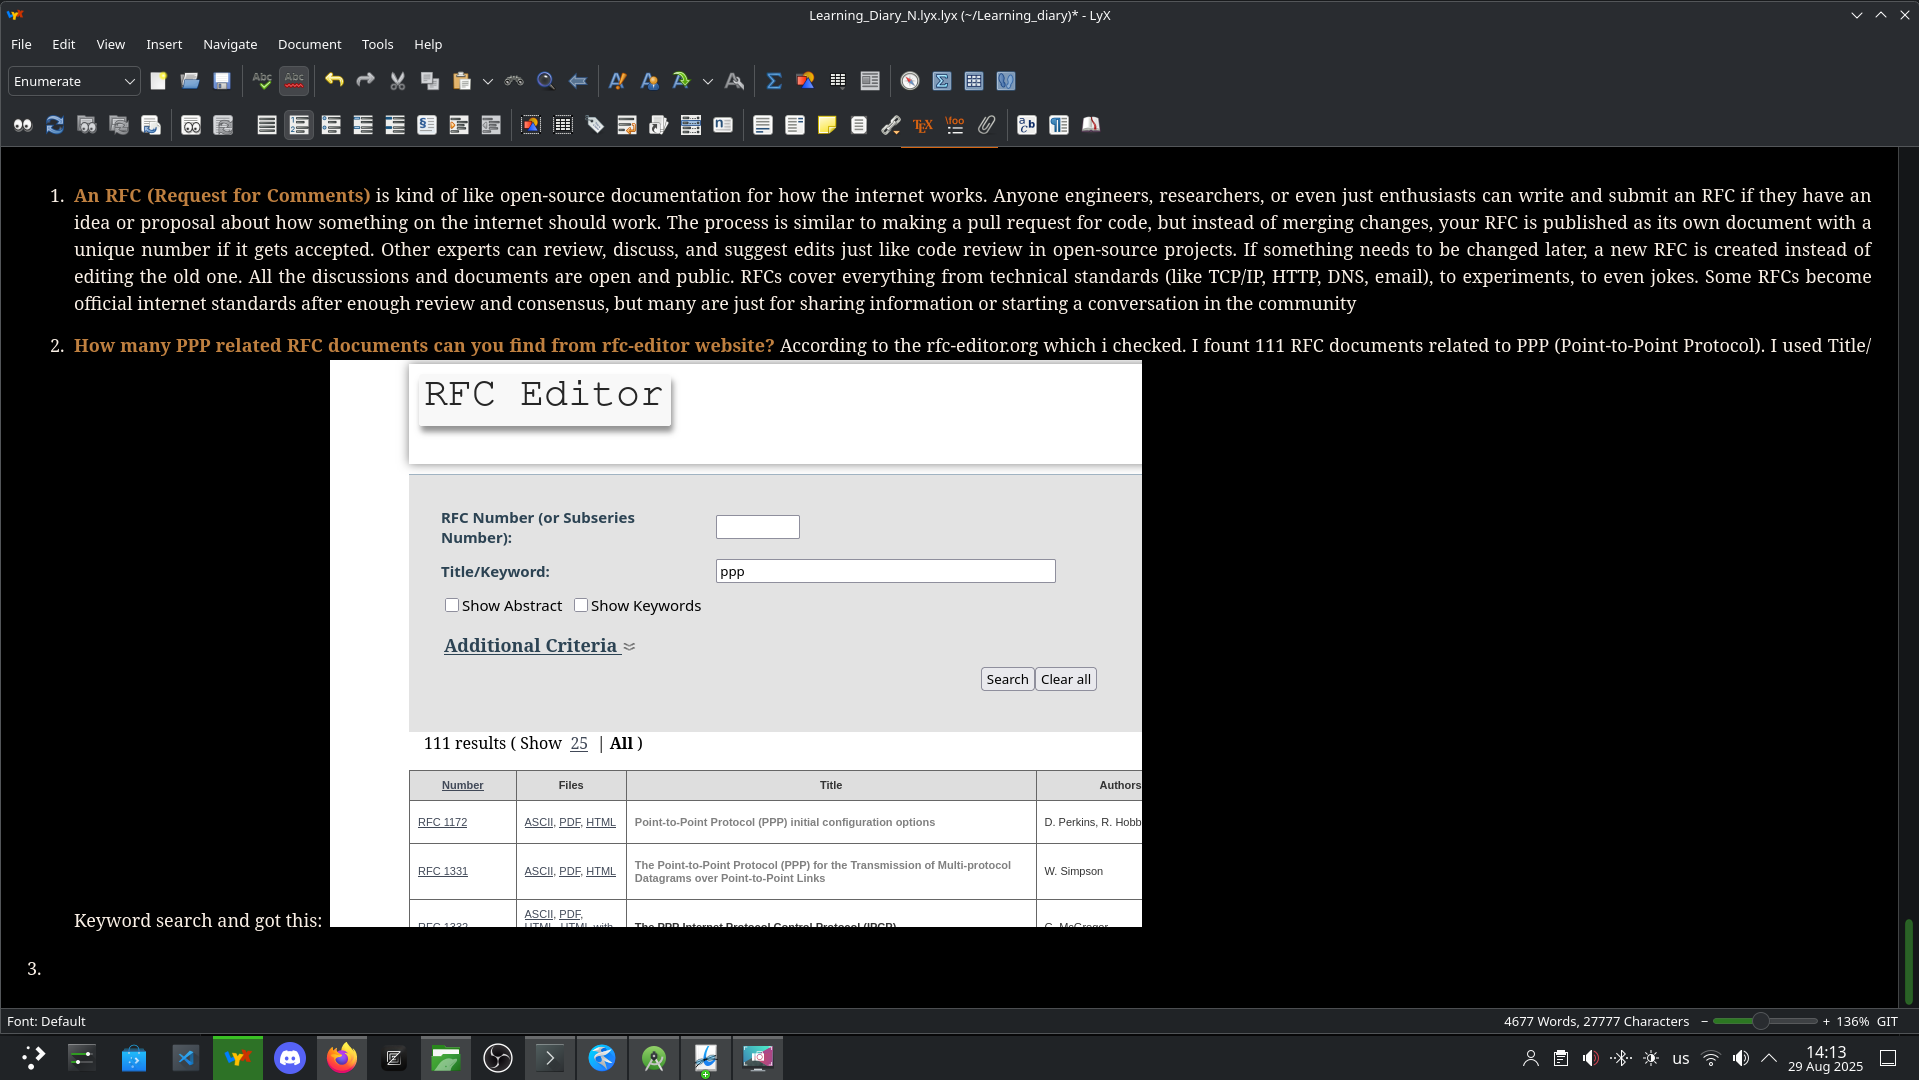 Learning_Diary_N.lyx.lyx (~/Learning_diary)* - LyX
File Edit View Insert Navigate Document Tools Help
Enumerate
1. An RFC (Request for Comments) is kind of like open-source documentation for how the internet works. Anyone engineers, researchers, or even just enthusiasts can write and submit an RFC if they have an
idea or proposal about how something on the internet should work. The process is similar to making a pull request for code, but instead of merging changes, your RFC is published as its own document with a
unique number if it gets accepted. Other experts can review, discuss, and suggest edits just like code review in open-source projects. If something needs to be changed later, a new RFC is created instead of
editing the old one. All the discussions and documents are open and public. RFCs cover everything from technical standards (like TCP/IP, HTTP, DNS, email), to experiments, to even jokes. Some RFCs become
official internet standards after enough review and consensus, but many are just for sharing information or starting a conversation in the community
2. How many PPP related RFC documents can you find from rfc-editor website? According to the rfc-editor.org which i checked. I fount 111 RFC documents related to PPP (Point-to-Point Protocol). I used Title/
RFC Editor
RFC Number (or Subseries
Number):
Title/Keyword: ppp
Show Abstract Show Keywords
Additional Criteria
Search Clear all
111 results ( Show 25 | All )
Number Files Title Authors
RFC 1172 ASCII, PDF, HTML Point-to-Point Protocol (PPP) initial configuration options D. Perkins, R. Hobb
RFC 1331 ASCII, PDF, HTML The Point-to-Point Protocol (PPP) for the Transmission of Multi-protocol
Datagrams over Point-to-Point Links W. Simpson
ASCII, PDF,
RFC 1332 HTML, HTML with The PPP Internet Protocol Control Protocol (IPCP) G. McGregor
Keyword search and got this:
3.
Font: Default 4677 Words, 27777 Characters 136% GIT
us 14:13
29 Aug 2025